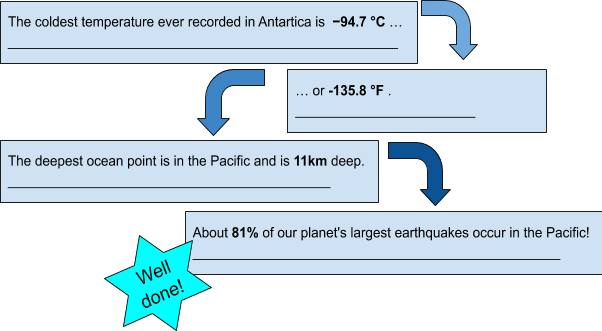 The coldest temperature ever recorded in Antartica is −94.7 °C …
… or -135.8 °F .
The deepest ocean point is in the Pacific and is 11km deep.
About 81% of our planet's largest earthquakes occur in the Pacific!
Well
done!